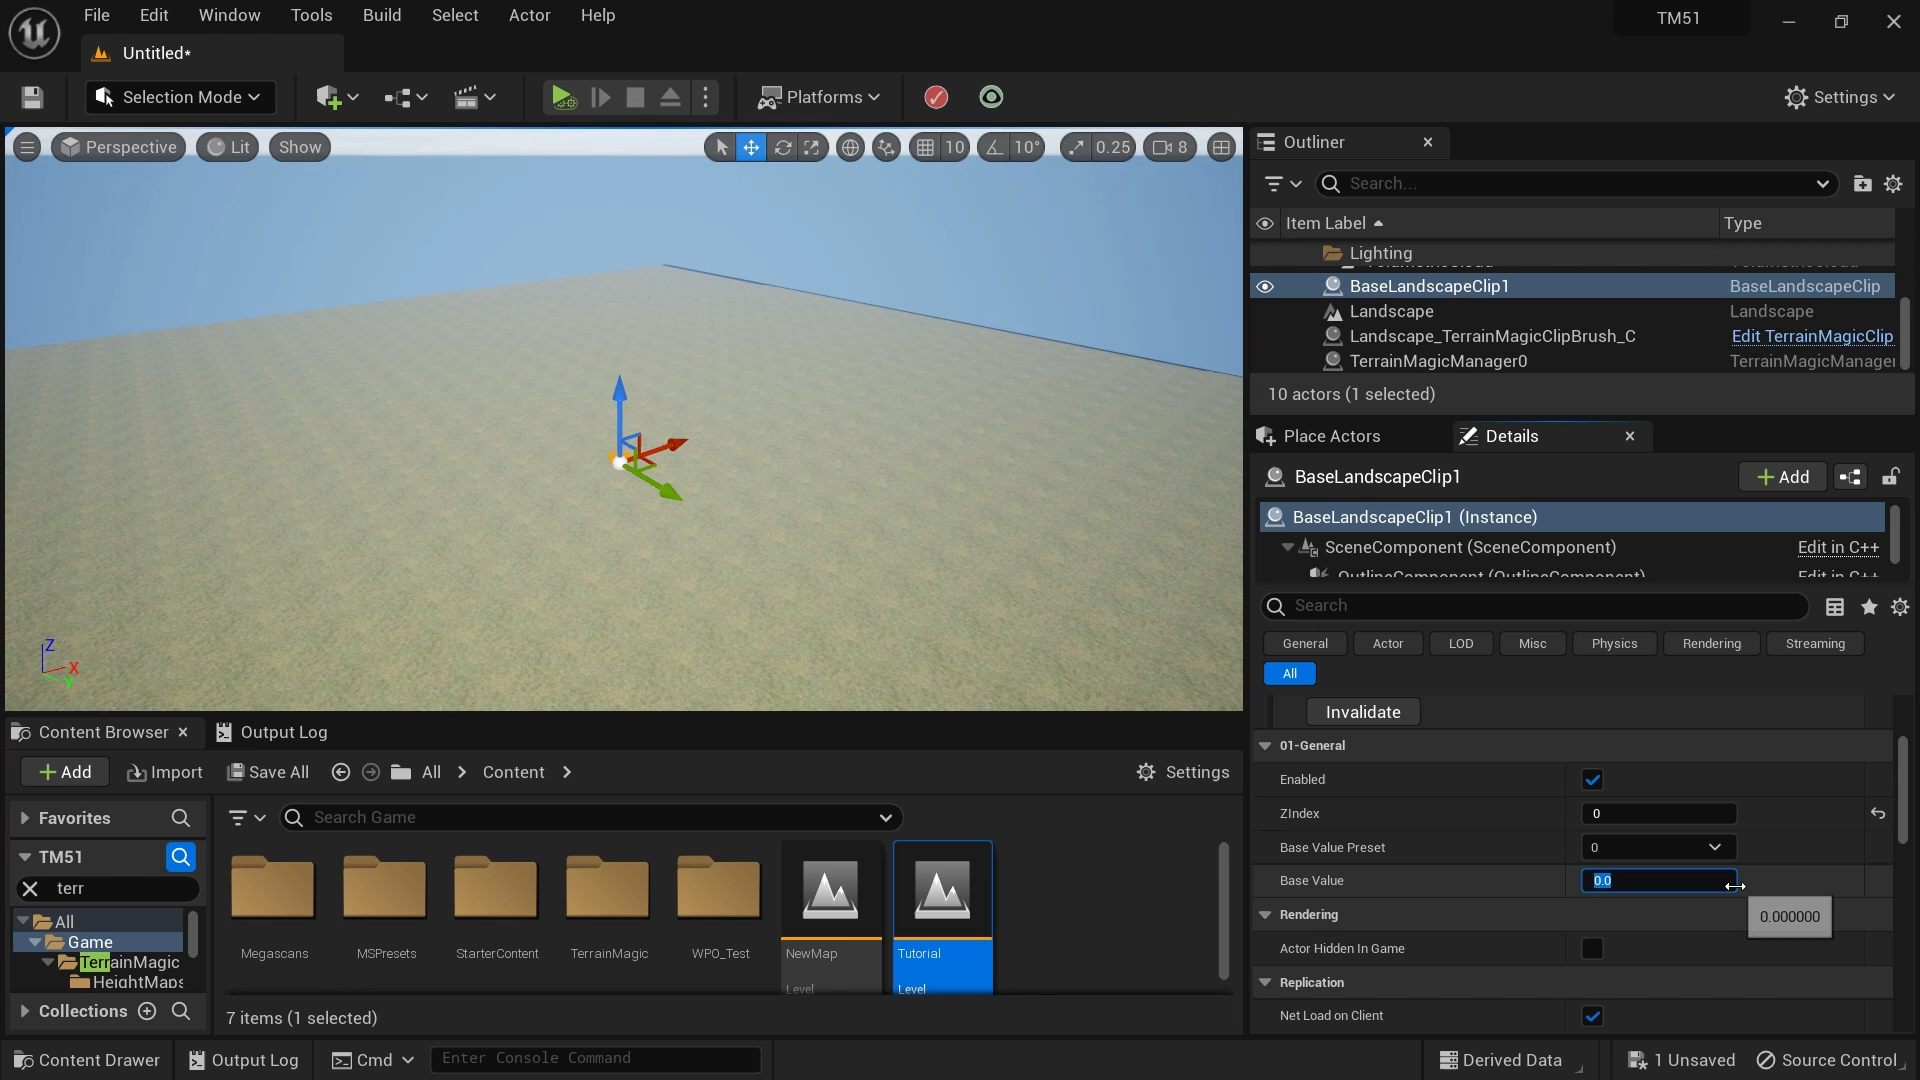 File Edit Window Tools Build Select Actor Help
TM51
Untitled*
Selection Mode
Platforms
Settings
Perspective
Lit
Show
10
10°
0.25
8
Z
X
Y
Outliner
Search...
Item Label
Type
Lighting
BaseLandscapeClip1 BaseLandscapeClip
Landscape Landscape
Landscape_TerrainMagicClipBrush_C Edit TerrainMagicClip
TerrainMagicManager0 TerrainMagicManager
10 actors (1 selected)
Place Actors
Details
BaseLandscapeClip1
Add
BaseLandscapeClip1 (Instance)
SceneComponent (SceneComponent) Edit in C++
OutlineComponent (OutlineComponent) Edit in C++
Search
General Actor LOD Misc Physics Rendering Streaming
All
Invalidate
01-General
Enabled
ZIndex 0
Base Value Preset 0
Base Value 0.0
0.000000
Rendering
Actor Hidden In Game
Replication
Net Load on Client
Content Browser
Output Log
Add
Import
Save All
All
Content
Settings
Favorites
Search Game
TM51
terr
All
Game
TerrainMagic
HeightMaps
Collections
Megascans
MSPresets
StarterContent
TerrainMagic
WPO_Test
NewMap
Level
Tutorial
Level
7 items (1 selected)
Content Drawer
Output Log
Cmd
Enter Console Command
Derived Data
1 Unsaved
Source Control